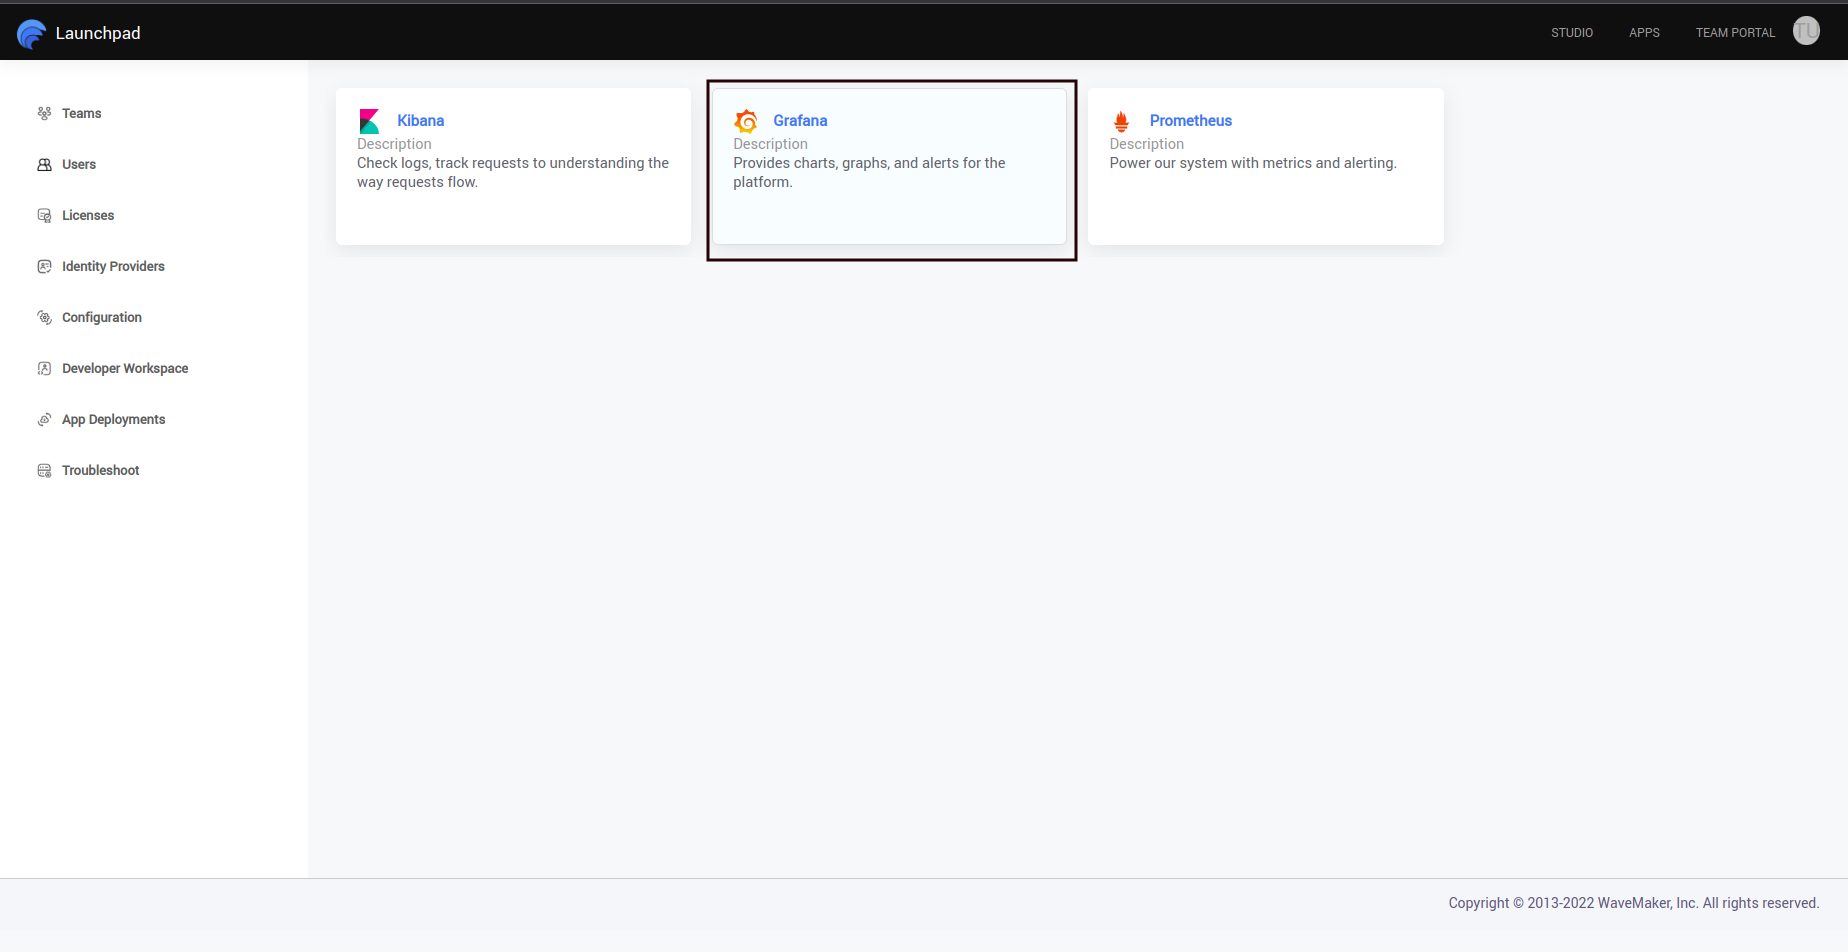 Launchpad
STUDIO
APPS
TEAM PORTAL
TU
Teams
Users
Licenses
Identity Providers
Configuration
Developer Workspace
App Deployments
Troubleshoot
Kibana
Description
Check logs, track requests to understanding the
way requests flow.
Grafana
Description
Provides charts, graphs, and alerts for the
platform.
Prometheus
Description
Power our system with metrics and alerting.
Copyright © 2013-2022 WaveMaker, Inc. All rights reserved.